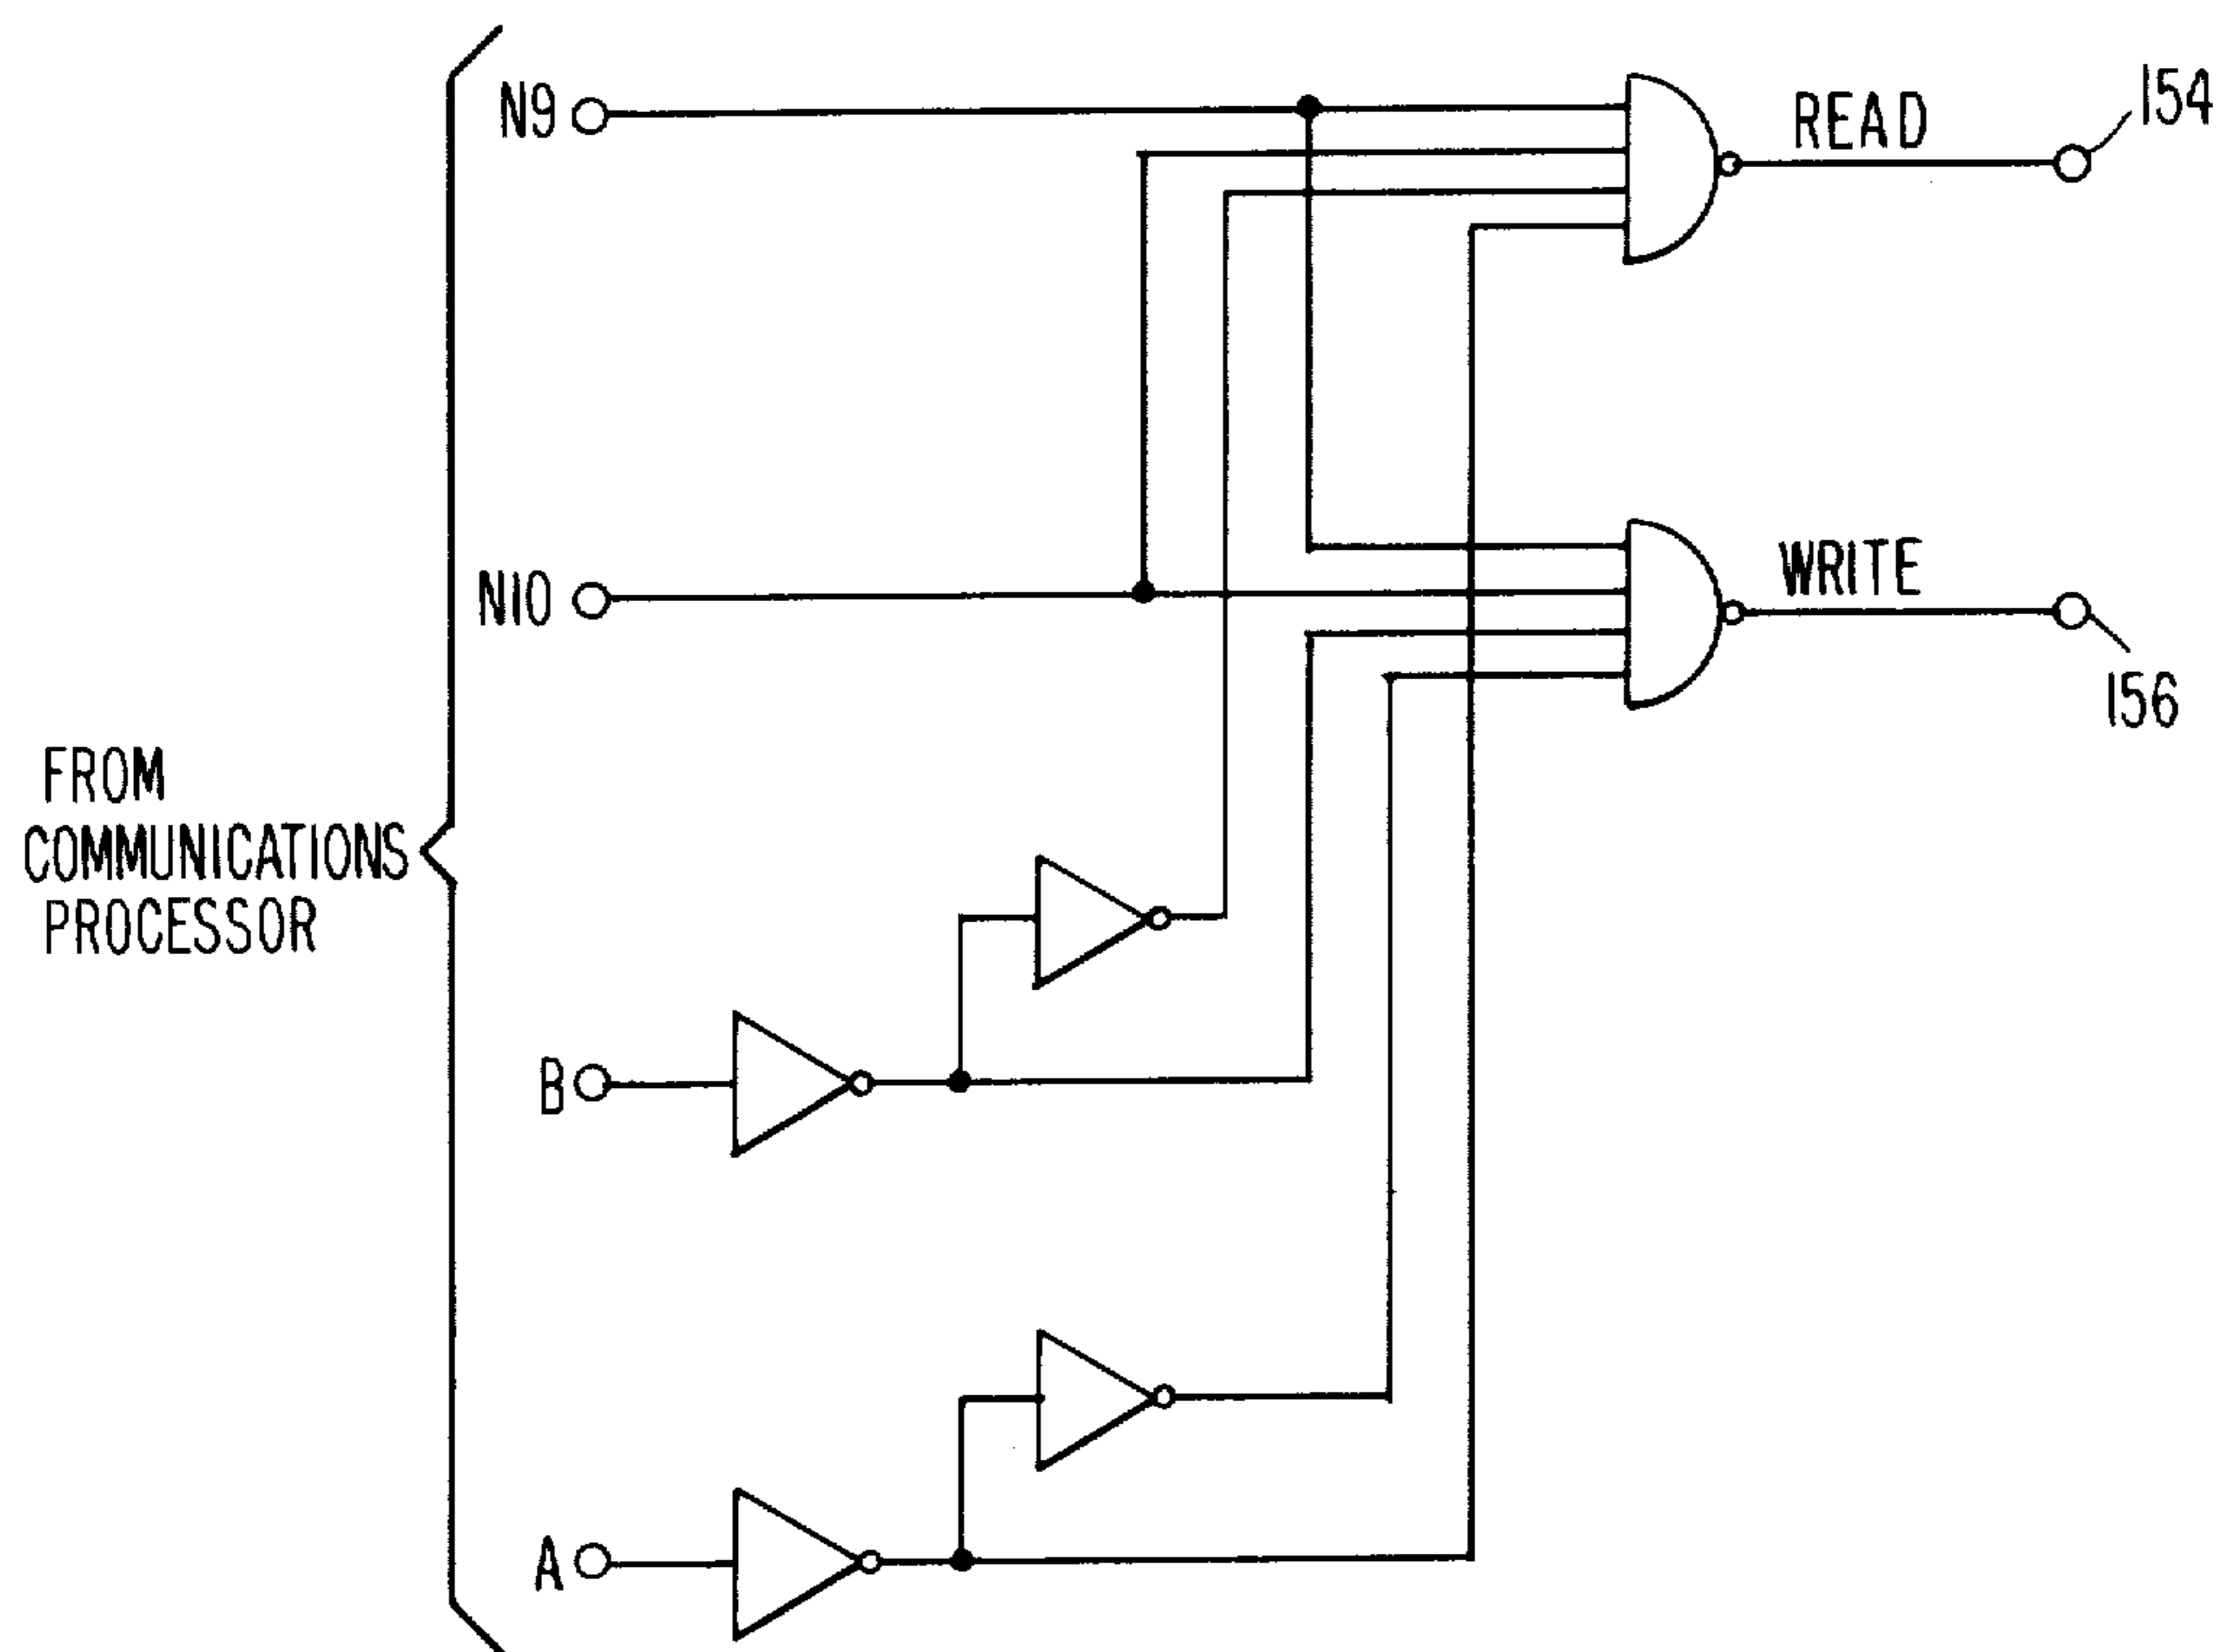 N9
READ
154
N10
WRITE
156
FROM
COMMUNICATIONS
PROCESSOR
B
A